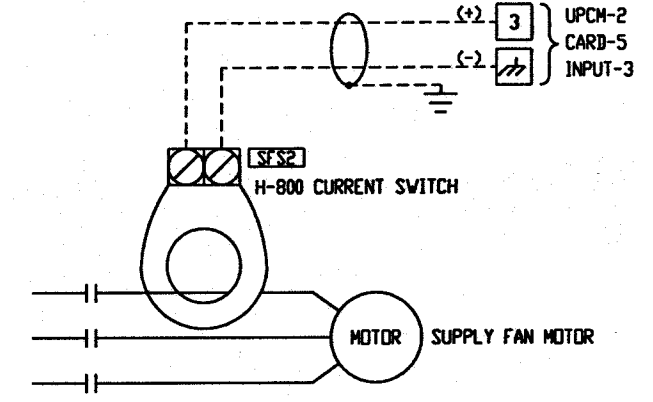 (+) 3 UPCM-2
CARD-5
(-) INPUT-3
SFS2
H-800 CURRENT SWITCH
MOTOR SUPPLY FAN MOTOR